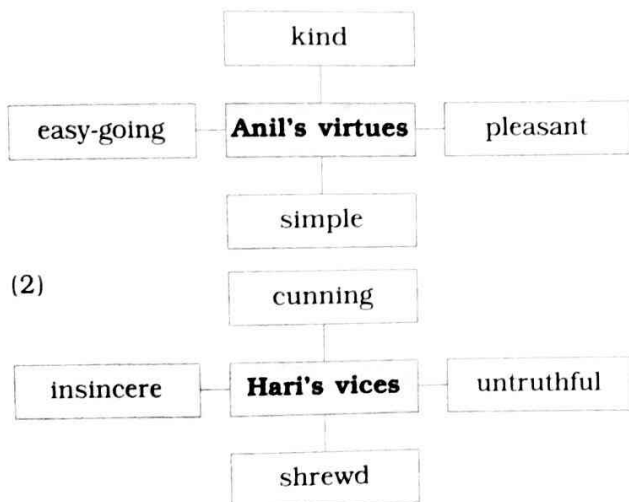 kind
easy-going Anil's virtues pleasant
simple
(2)
cunning
insincere Hari's vices untruthful
shrewd